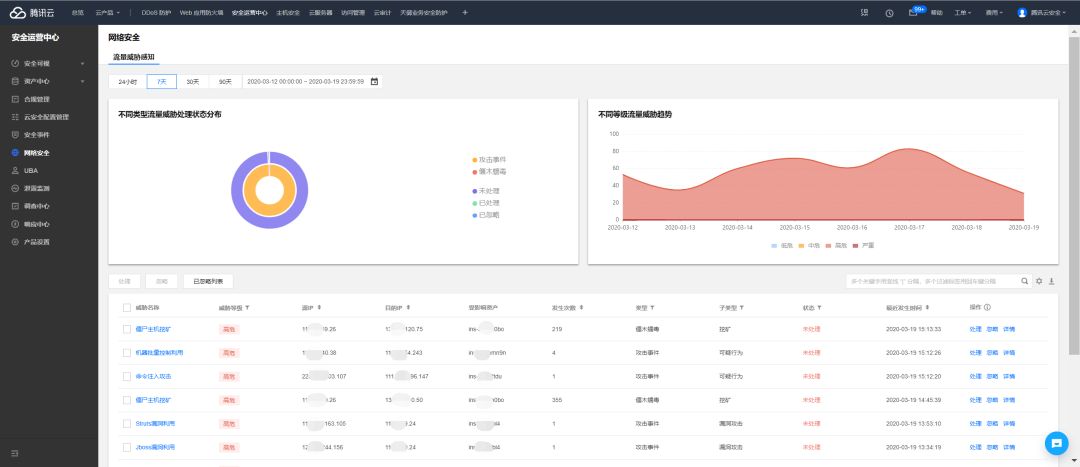 腾讯云 总览 云产品 DDoS 防护 Web 应用防火墙 安全运营中心 主机安全 云服务器 访问管理 云审计 天御业务安全防护 + 99+ 帮助 工单 费用 腾讯云安全
安全运营中心
安全可视
资产中心
合规管理
云安全配置管理
安全事件
网络安全
UBA
泄露监测
调查中心
响应中心
产品设置
网络安全
流量威胁感知
24小时 7天 30天 90天 2020-03-12 00:00:00 ~ 2020-03-19 23:59:59
不同类型流量威胁处理状态分布
攻击事件
僵木蠕毒
未处理
已处理
已忽略
不同等级流量威胁趋势
100
80
60
40
20
0
2020-03-12 2020-03-13 2020-03-14 2020-03-15 2020-03-16 2020-03-17 2020-03-18 2020-03-19
低危 中危 高危 严重
处理 忽略 已忽略列表 多个关键字用竖线 "|" 分隔，多个过滤标签用回车键分隔
威胁名称 威胁等级 源IP 目的IP 受影响资产 发生次数 类型 子类型 状态 最近发生时间 操作
僵尸主机挖矿 高危 11 9.26 13 120.75 ins- 0bo 219 僵木蠕毒 挖矿 未处理 2020-03-19 15:13:33 处理 忽略 详情
机器批量控制利用 高危 11 40.38 11 4.243 in mn9n 4 攻击事件 可疑行为 未处理 2020-03-19 15:12:26 处理 忽略 详情
命令注入攻击 高危 22 03.107 111 96.147 ins- tdu 1 攻击事件 可疑行为 未处理 2020-03-19 15:12:20 处理 忽略 详情
僵尸主机挖矿 高危 11 9.26 13 0.50 ins 0bo 355 僵木蠕毒 挖矿 未处理 2020-03-19 14:45:39 处理 忽略 详情
Struts漏洞利用 高危 11 163.105 11 9.24 ins i4 1 攻击事件 漏洞攻击 未处理 2020-03-19 13:53:10 处理 忽略 详情
Jboss漏洞利用 高危 12 44.156 11 9.24 ins bi4 1 攻击事件 漏洞攻击 未处理 2020-03-19 13:34:19 处理 忽略 详情